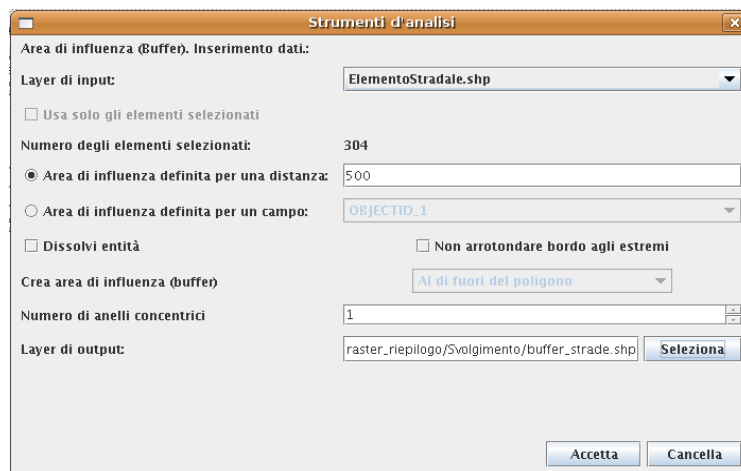 Strumenti d'analisi
Area di influenza (Buffer). Inserimento dati.:
Layer di input: ElementoStradale.shp
Usa solo gli elementi selezionati
Numero degli elementi selezionati: 304
Area di influenza definita per una distanza: 500
Area di influenza definita per un campo: OBJECTID_1
Dissolvi entità Non arrotondare bordo agli estremi
Crea area di influenza (buffer) Al di fuori del poligono
Numero di anelli concentrici 1
Layer di output: raster_riepilogo/Svolgimento/buffer_strade.shp Seleziona
Accetta Cancella